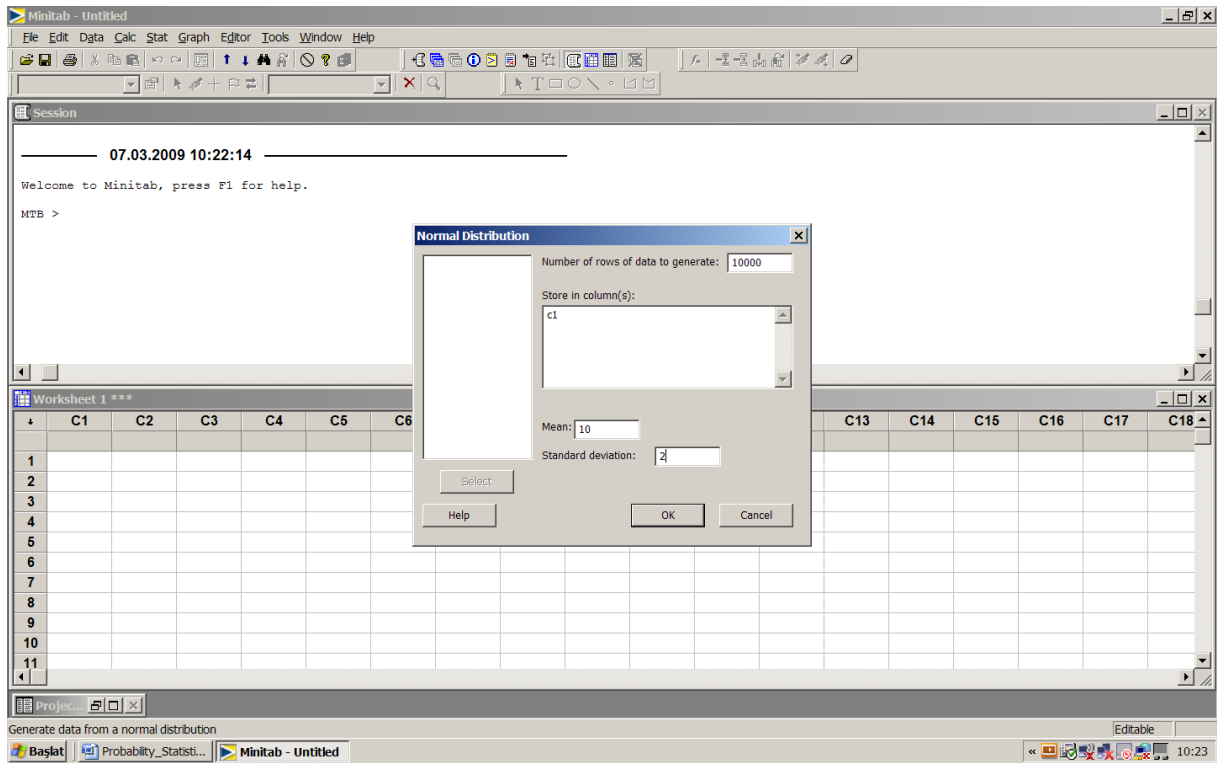 Minitab - Untitled
File Edit Data Calc Stat Graph Editor Tools Window Help
Session
07.03.2009 10:22:14
Welcome to Minitab, press F1 for help.
MTB >
Normal Distribution
Number of rows of data to generate: 10000
Store in column(s):
c1
Mean: 10
Standard deviation: 2
Select
Help OK Cancel
Worksheet 1 ***
C1 C2 C3 C4 C5 C6 C13 C14 C15 C16 C17 C18
1
2
3
4
5
6
7
8
9
10
11
Projec...
Generate data from a normal distribution Editable
Başlat Probability_Statisti... Minitab - Untitled 10:23